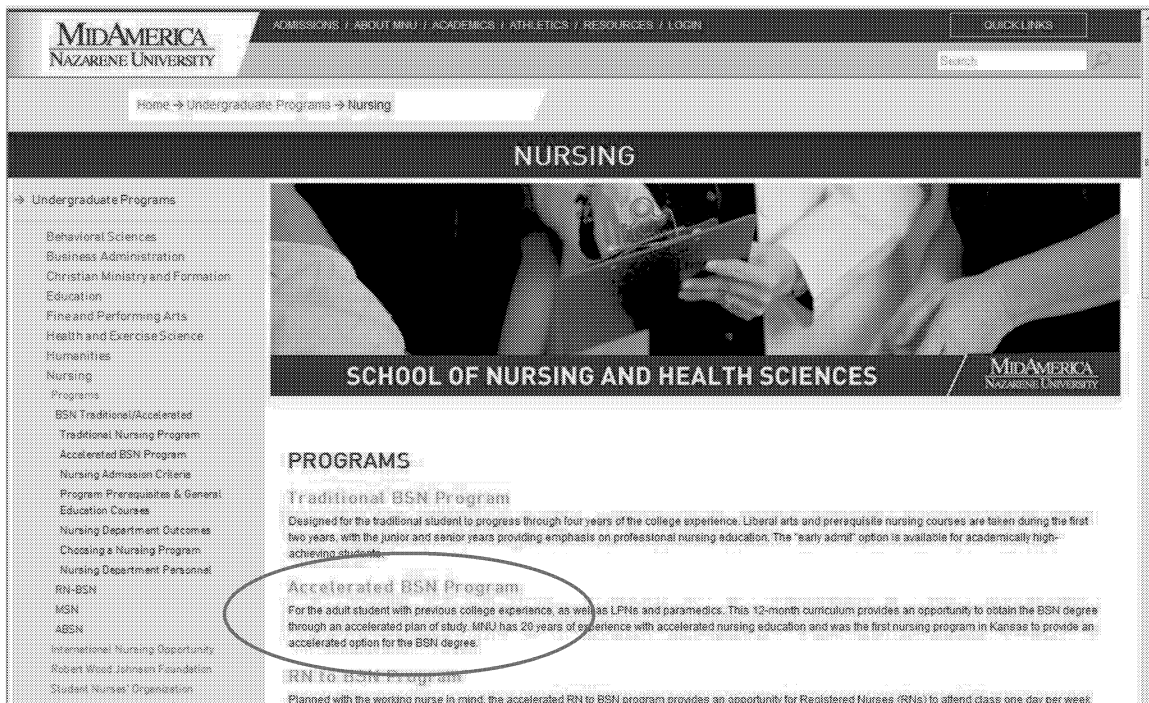 MIDAMERICA
NAZARENE UNIVERSITY
ADMISSIONS / ABOUT MNU / ACADEMICS / ATHLETICS / RESOURCES / LOGIN
QUICK LINKS
Search
Home → Undergraduate Programs → Nursing
NURSING
→ Undergraduate Programs
Behavioral Sciences
Business Administration
Christian Ministry and Formation
Education
Fine and Performing Arts
Health and Exercise Science
Humanities
Nursing
Programs
BSN Traditional/Accelerated
Traditional Nursing Program
Accelerated BSN Program
Nursing Admission Criteria
Program Prerequisites & General
Education Courses
Nursing Department Outcomes
Choosing a Nursing Program
Nursing Department Personnel
RN-BSN
MSN
ABSN
International Nursing Opportunity
Robert Wood Johnson Foundation
Student Nurses' Organization
SCHOOL OF NURSING AND HEALTH SCIENCES
MIDAMERICA
NAZARENE UNIVERSITY
PROGRAMS
Traditional BSN Program
Designed for the traditional student to progress through four years of the college experience. Liberal arts and prerequisite nursing courses are taken during the first
two years, with the junior and senior years providing emphasis on professional nursing education. The "early admit" option is available for academically high-
achieving students.
Accelerated BSN Program
For the adult student with previous college experience, as well as LPNs and paramedics. This 12-month curriculum provides an opportunity to obtain the BSN degree
through an accelerated plan of study. MNU has 20 years of experience with accelerated nursing education and was the first nursing program in Kansas to provide an
accelerated option for the BSN degree.
RN to BSN Program
Planned with the working nurse in mind, the accelerated RN to BSN program provides an opportunity for Registered Nurses (RNs) to attend class one day per week